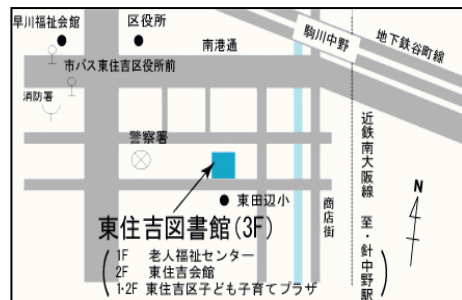 早川福祉会館
区役所
南港通
駒川中野
地下鉄谷町線
市バス東住吉区役所前
消防署
警察署
近鉄南大阪線 至・針中野駅
N
東田辺小
商店街
東住吉図書館(3F)
1F 老人福祉センター
2F 東住吉会館
1・2F 東住吉区子ども子育てプラザ